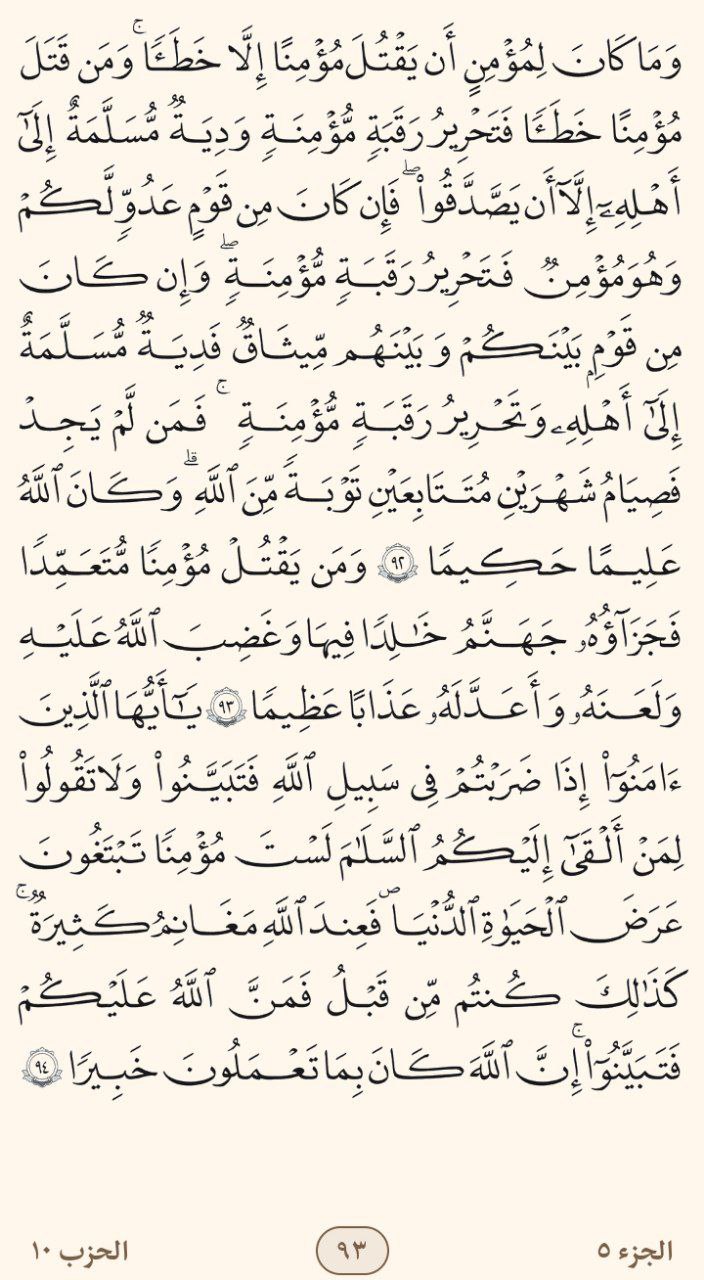 وَمَا كَانَ لِمُؤۡمِنٍ أَن يَقۡتُلَ مُؤۡمِنًا إِلَّا خَطَـٔٗاۚ وَمَن قَتَلَ
مُؤۡمِنًا خَطَـٔٗا فَتَحۡرِيرُ رَقَبَةٖ مُّؤۡمِنَةٖ وَدِيَةٞ مُّسَلَّمَةٌ إِلَىٰٓ
أَهۡلِهِۦٓ إِلَّآ أَن يَصَّدَّقُواْۖ فَإِن كَانَ مِن قَوۡمٍ عَدُوّٖ لَّكُمۡ
وَهُوَ مُؤۡمِنٞ فَتَحۡرِيرُ رَقَبَةٖ مُّؤۡمِنَةٖۖ وَإِن كَانَ
مِن قَوۡمِۭ بَيۡنَكُمۡ وَبَيۡنَهُم مِّيثَٰقٞ فَدِيَةٞ مُّسَلَّمَةٌ
إِلَىٰٓ أَهۡلِهِۦ وَتَحۡرِيرُ رَقَبَةٖ مُّؤۡمِنَةٖۚ فَمَن لَّمۡ يَجِدۡ
فَصِيَامُ شَهۡرَيۡنِ مُتَتَابِعَيۡنِ تَوۡبَةٗ مِّنَ ٱللَّهِۗ وَكَانَ ٱللَّهُ
عَلِيمًا حَكِيمٗا ٩٢ وَمَن يَقۡتُلۡ مُؤۡمِنٗا مُّتَعَمِّدٗا
فَجَزَآؤُهُۥ جَهَنَّمُ خَٰلِدٗا فِيهَا وَغَضِبَ ٱللَّهُ عَلَيۡهِ
وَلَعَنَهُۥ وَأَعَدَّ لَهُۥ عَذَابًا عَظِيمٗا ٩٣ يَٰٓأَيُّهَا ٱلَّذِينَ
ءَامَنُوٓاْ إِذَا ضَرَبۡتُمۡ فِي سَبِيلِ ٱللَّهِ فَتَبَيَّنُواْ وَلَا تَقُولُواْ
لِمَنۡ أَلۡقَىٰٓ إِلَيۡكُمُ ٱلسَّلَٰمَ لَسۡتَ مُؤۡمِنٗا تَبۡتَغُونَ
عَرَضَ ٱلۡحَيَوٰةِ ٱلدُّنۡيَا فَعِندَ ٱللَّهِ مَغَانِمُ كَثِيرَةٞۚ
كَذَٰلِكَ كُنتُم مِّن قَبۡلُ فَمَنَّ ٱللَّهُ عَلَيۡكُمۡ
فَتَبَيَّنُوٓاْۚ إِنَّ ٱللَّهَ كَانَ بِمَا تَعۡمَلُونَ خَبِيرٗا ٩٤
الجزء ٥ ٩٣ الحزب ١٠